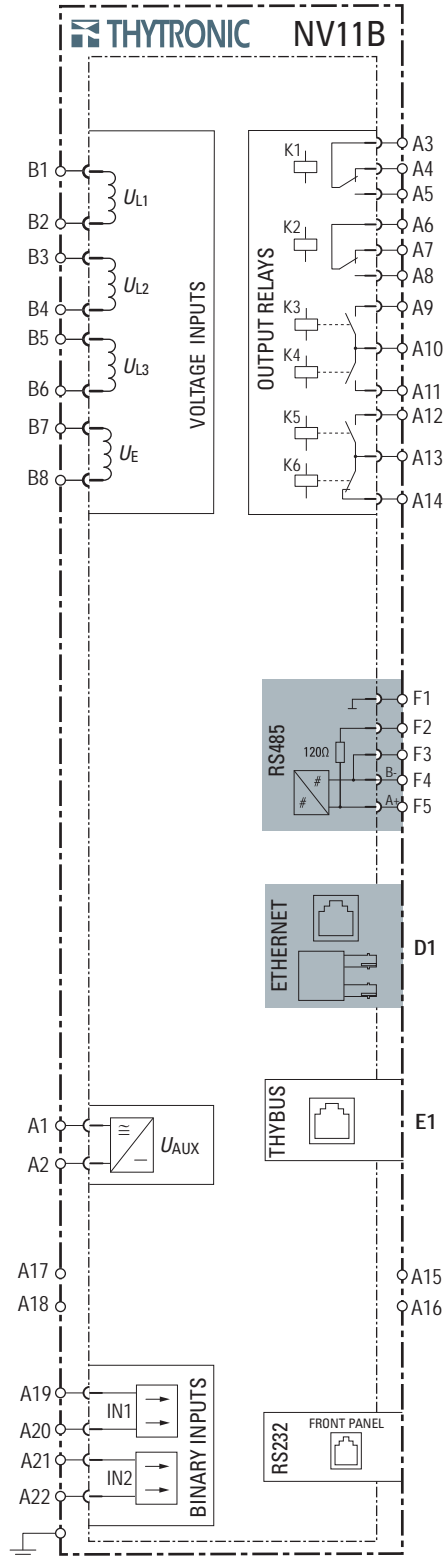 THYTRONIC NV11B
B1
B2
B3
B4
B5
B6
B7
B8
UL1
UL2
UL3
UE
VOLTAGE INPUTS
OUTPUT RELAYS
K1
K2
K3
K4
K5
K6
A3
A4
A5
A6
A7
A8
A9
A10
A11
A12
A13
A14
RS485
120Ω
#
#
B-
A+
F1
F2
F3
F4
F5
ETHERNET
D1
A1
A2
UAUX
THYBUS
E1
A17
A18
A15
A16
A19
A20
A21
A22
IN1
IN2
BINARY INPUTS
RS232
FRONT PANEL